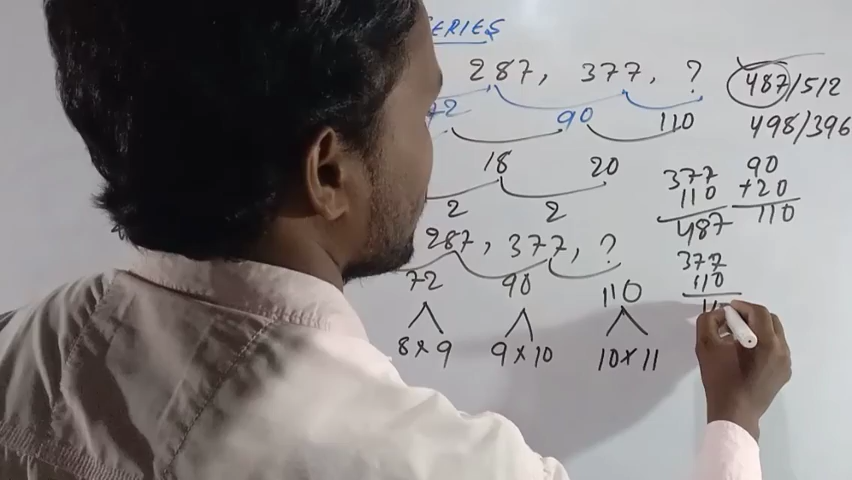 ERIES
287, 377, ? 487/512
72 90 110 498/396
18 20 377 90
110 +20
2 2 487 110
287, 377, ? 377
72 90 110 110
8×9 9×10 10×11